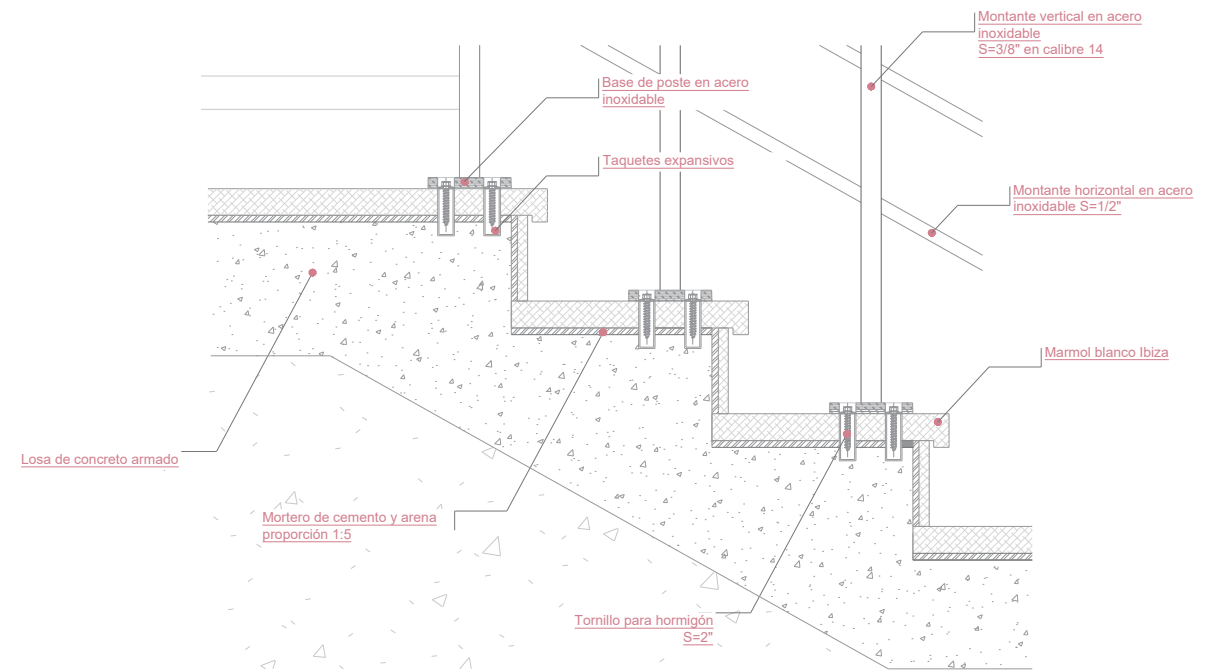 Montante vertical en acero
inoxidable
S=3/8" en calibre 14
Base de poste en acero
inoxidable
Taquetes expansivos
Montante horizontal en acero
inoxidable S=1/2"
Marmol blanco Ibiza
Losa de concreto armado
Mortero de cemento y arena
proporción 1:5
Tornillo para hormigón
S=2"